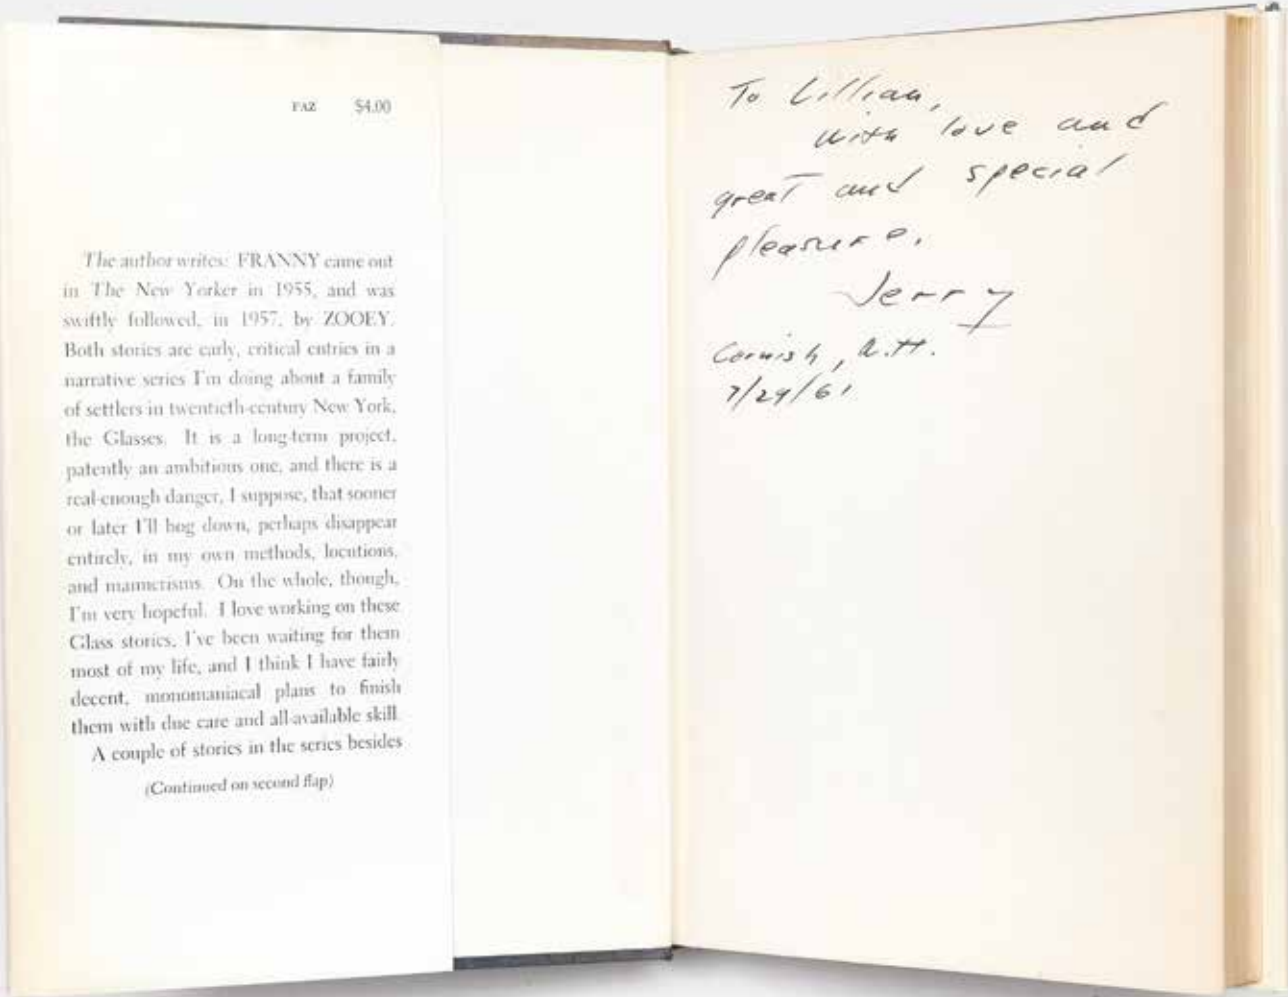 FAZ $4.00
The author writes: FRANNY came out
in The New Yorker in 1955, and was
swiftly followed, in 1957, by ZOOEY.
Both stories are early, critical entries in a
narrative series I'm doing about a family
of settlers in twentieth-century New York,
the Glasses. It is a long-term project,
patently an ambitious one, and there is a
real-enough danger, I suppose, that sooner
or later I'll bog down, perhaps disappear
entirely, in my own methods, locutions,
and mannerisms. On the whole, though,
I'm very hopeful. I love working on these
Glass stories, I've been waiting for them
most of my life, and I think I have fairly
decent, monomaniacal plans to finish
them with due care and all-available skill.
A couple of stories in the series besides
(Continued on second flap)
To Lillian,
with love and
great and special
pleasure.
Jerry
Cornish, N.H.
7/29/61